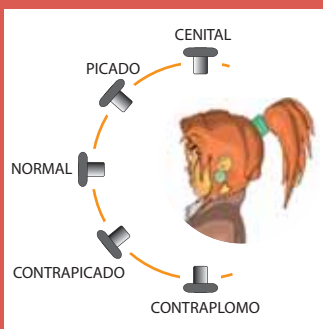 CENITAL
PICADO
NORMAL
CONTRAPICADO
CONTRAPLOMO